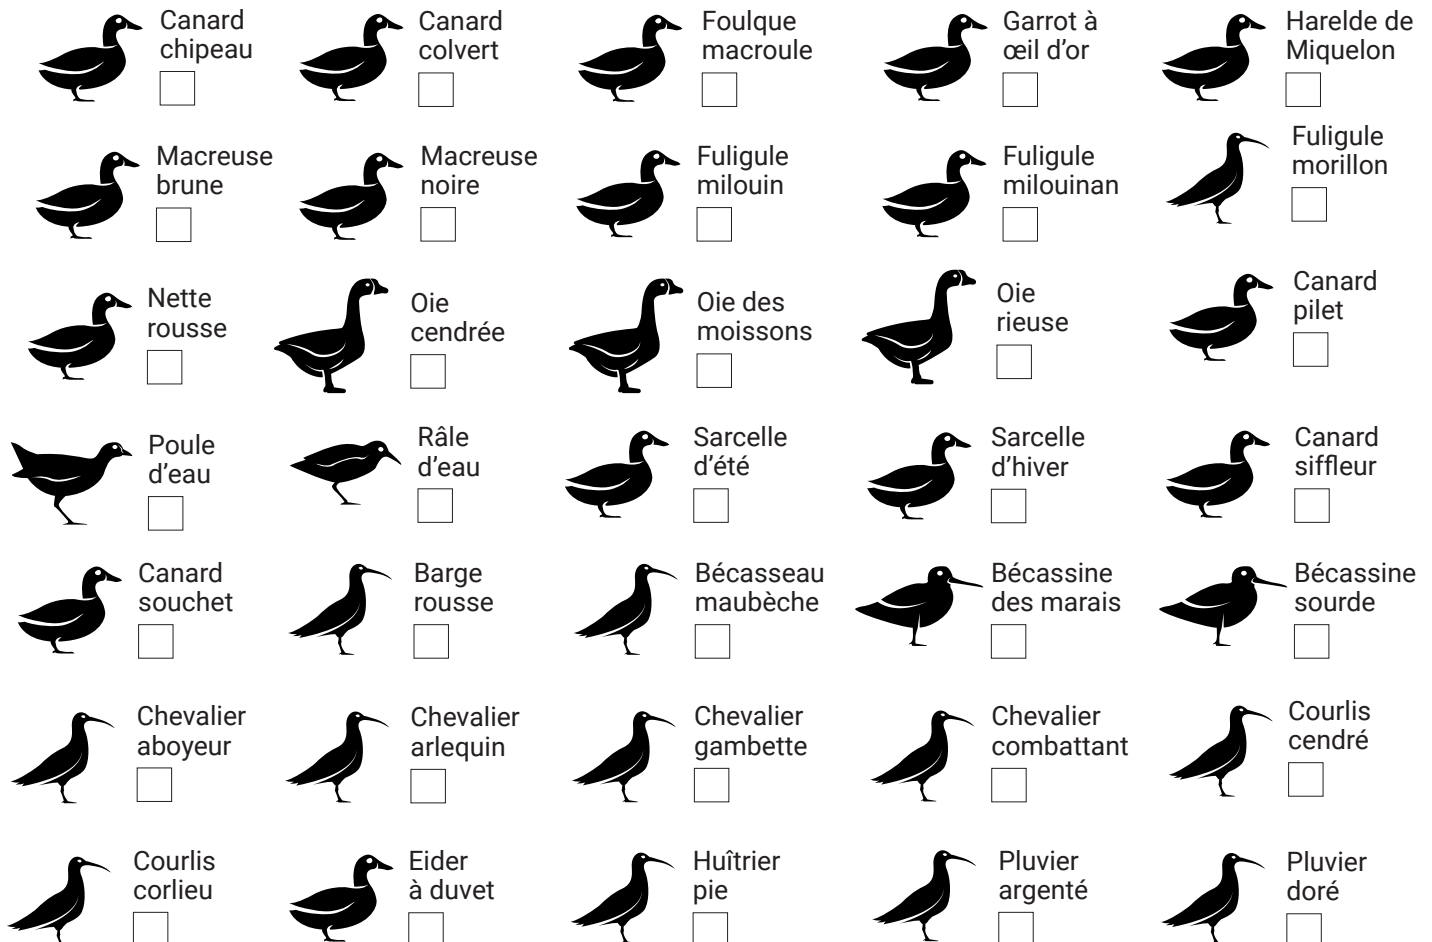 Canard
chipeau
Canard
colvert
Foulque
macroule
Garrot à
œil d’or
Harelde de
Miquelon
Macreuse
brune
Macreuse
noire
Fuligule
milouin
Fuligule
milouinan
Fuligule
morillon
Nette
rousse
Oie
cendrée
Oie des
moissons
Oie
rieuse
Canard
pilet
Poule
d’eau
Râle
d’eau
Sarcelle
d’été
Sarcelle
d’hiver
Canard
siffleur
Canard
souchet
Barge
rousse
Bécasseau
maubèche
Bécassine
des marais
Bécassine
sourde
Chevalier
aboyeur
Chevalier
arlequin
Chevalier
gambette
Chevalier
combattant
Courlis
cendré
Courlis
corlieu
Eider
à duvet
Huîtrier
pie
Pluvier
argenté
Pluvier
doré